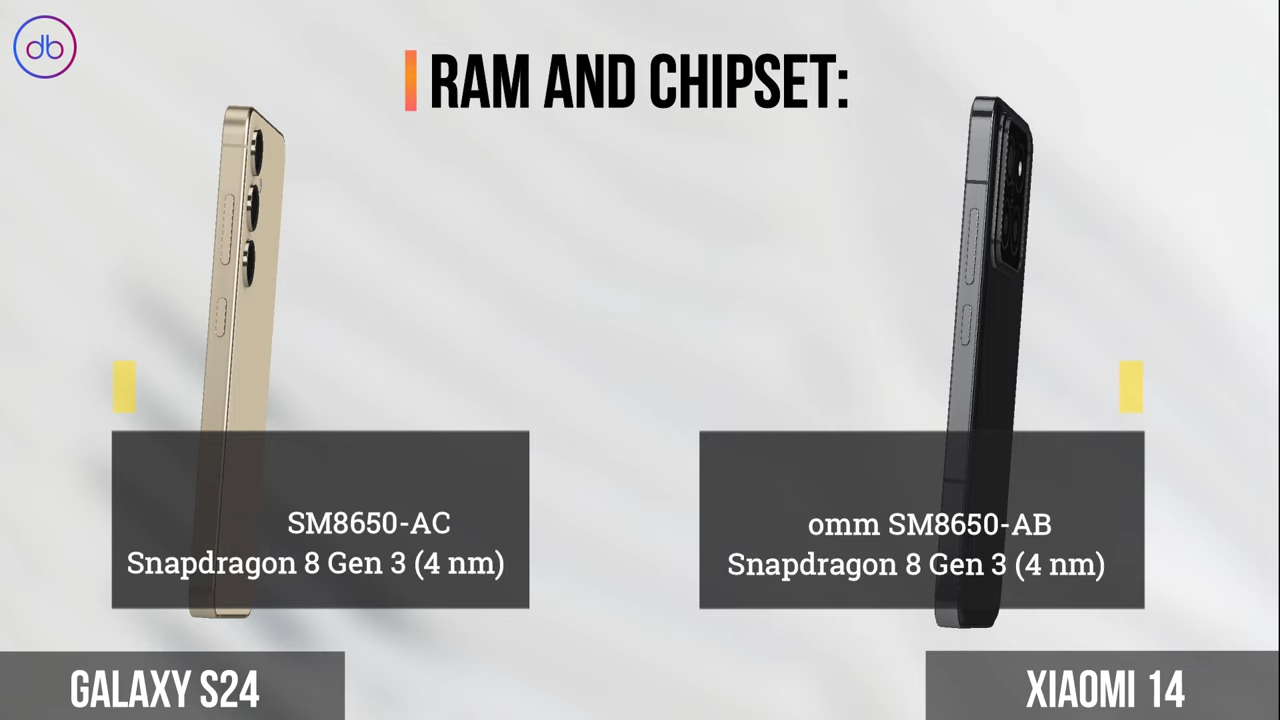 db
RAM AND CHIPSET:
SM8650-AC
Snapdragon 8 Gen 3 (4 nm)
omm SM8650-AB
Snapdragon 8 Gen 3 (4 nm)
GALAXY S24
XIAOMI 14